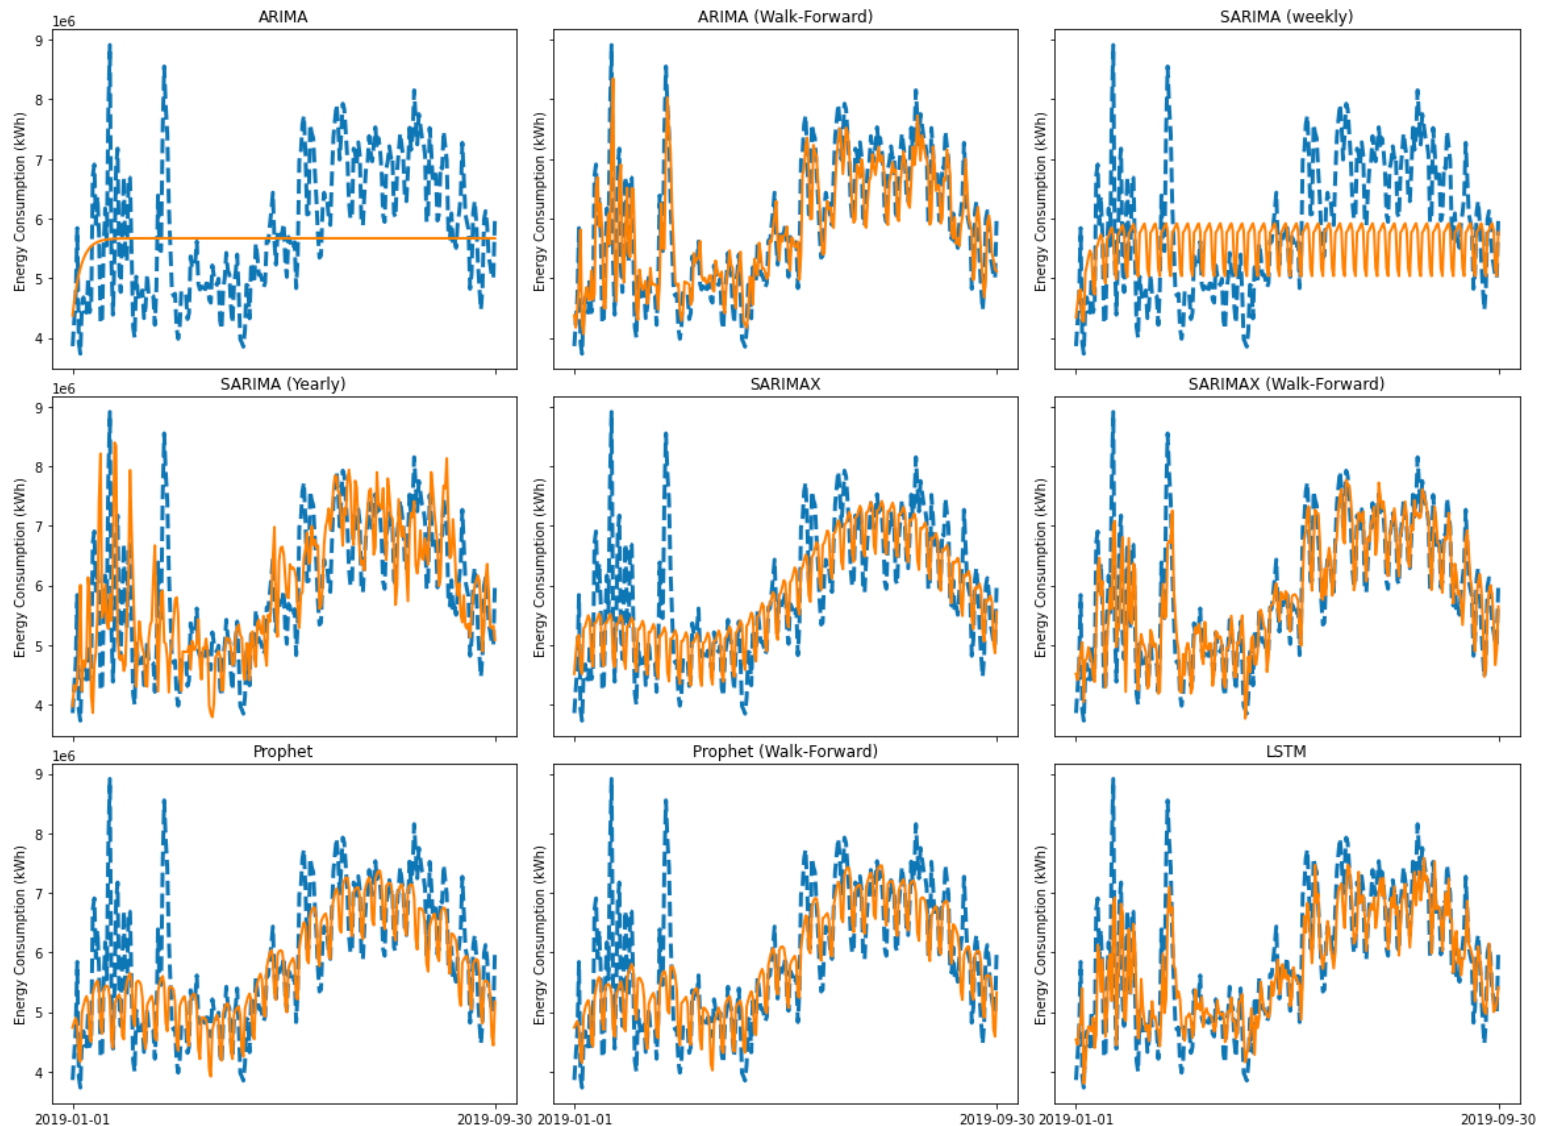 ARIMA
ARIMA (Walk-Forward)
SARIMA (weekly)
1e6
9
8
7
6
5
4
Energy Consumption (kWh)
Energy Consumption (kWh)
Energy Consumption (kWh)
SARIMA (Yearly)
SARIMAX
SARIMAX (Walk-Forward)
1e6
9
8
7
6
5
4
Energy Consumption (kWh)
Energy Consumption (kWh)
Energy Consumption (kWh)
Prophet
Prophet (Walk-Forward)
LSTM
1e6
9
8
7
6
5
4
Energy Consumption (kWh)
Energy Consumption (kWh)
Energy Consumption (kWh)
2019-01-01
2019-09-30
2019-01-01
2019-09-30
2019-01-01
2019-09-30